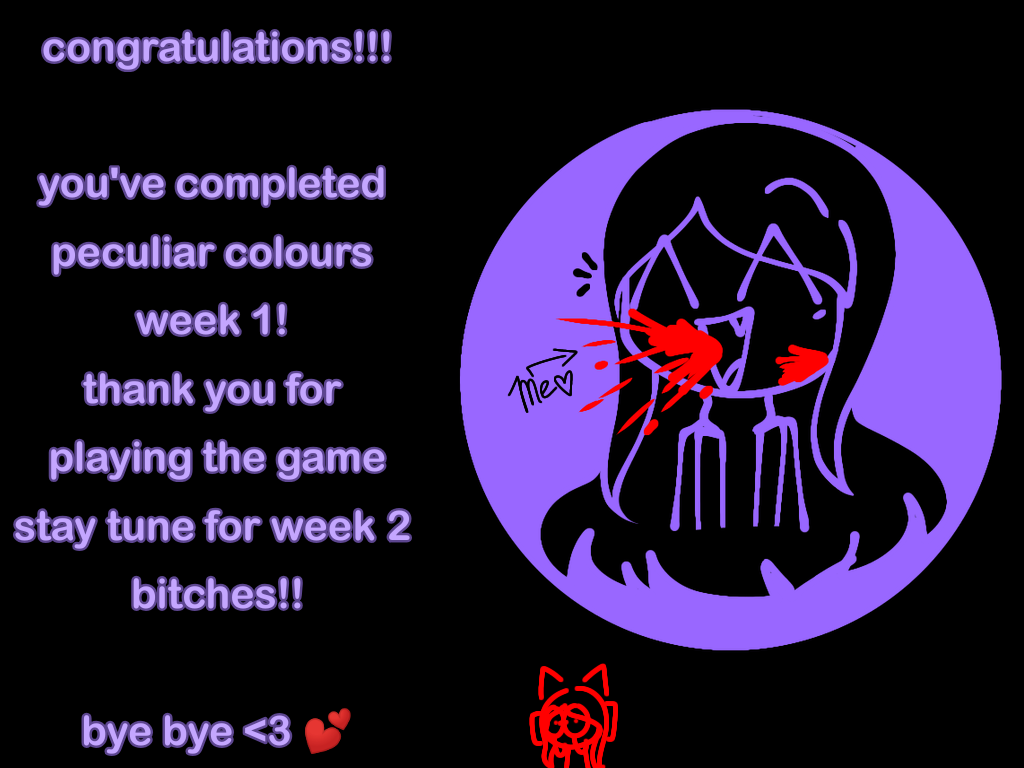 congratulations!!!
you've completed
peculiar colours
week 1!
thank you for
playing the game
stay tune for week 2
bitches!!
bye bye <3 💕
me♡